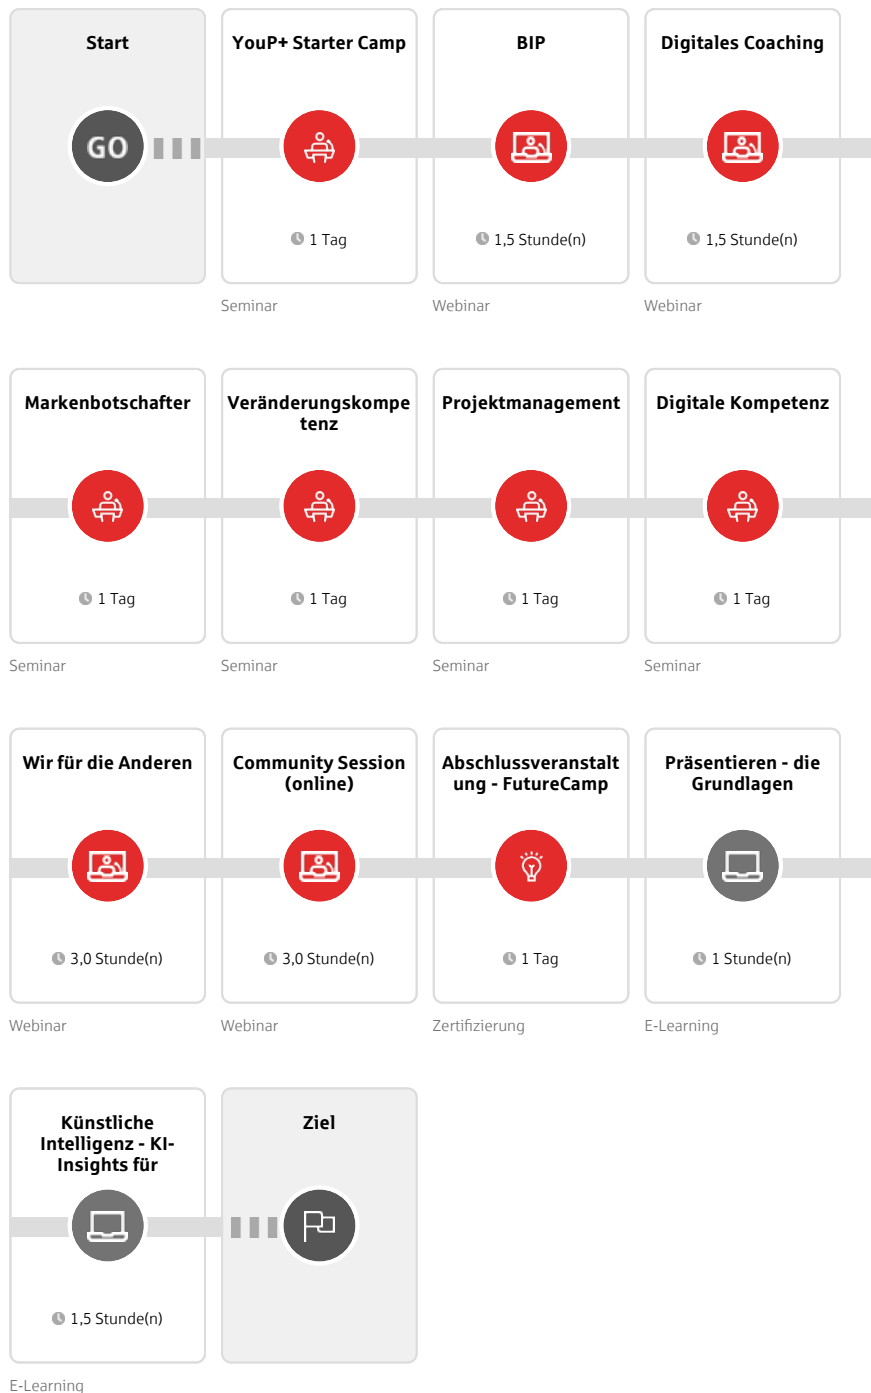 Start
GO
YouP+ Starter Camp
1 Tag
Seminar
BIP
1,5 Stunde(n)
Webinar
Digitales Coaching
1,5 Stunde(n)
Webinar
Markenbotschafter
1 Tag
Seminar
Veränderungskompe
tenz
1 Tag
Seminar
Projektmanagement
1 Tag
Seminar
Digitale Kompetenz
1 Tag
Seminar
Wir für die Anderen
3,0 Stunde(n)
Webinar
Community Session
(online)
3,0 Stunde(n)
Webinar
Abschlussveranstalt
ung - FutureCamp
1 Tag
Zertifizierung
Präsentieren - die
Grundlagen
1 Stunde(n)
E-Learning
Künstliche
Intelligenz - KI-
Insights für
1,5 Stunde(n)
E-Learning
Ziel